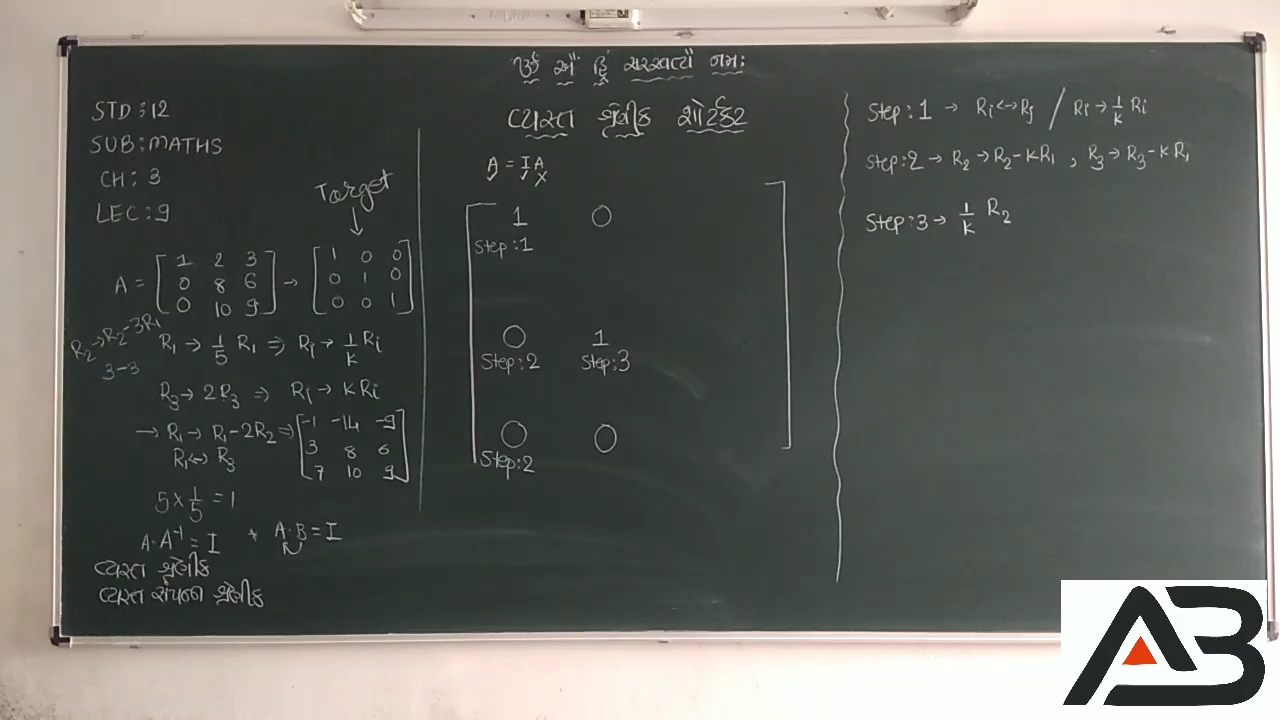 ૐ એં હ્રિં સરસ્વત્યૈ નમઃ
વ્યસ્ત શ્રેણીક શોર્ટકટ
STD : 12
SUB : MATHS
CH : 3
LEC : 9
Target
↓
A = [ 1 2 3 ] → [ 1 0 0 ]
[ 0 8 6 ] [ 0 1 0 ]
[ 0 10 9 ] [ 0 0 1 ]
R₂→R₂-3R₁
3-3
R₁ → 1/5 R₁ ⇒ Ri → 1/k Ri
R₃ → 2R₃ ⇒ Ri → KRi
→ R₁ → R₁-2R₂ ⇒ [ -1 -14 -9 ]
R₁↔R₃ [ 3 8 6 ]
[ 7 10 9 ]
5 × 1/5 = 1
A·A⁻¹ = I * A·B = I
વ્યસ્ત શ્રેણીક
વ્યસ્ત સંપન્ન શ્રેણીક
A = IA
✓ ✓ X
1 0
Step:1
0 1
Step:2 Step:3
0 0
Step:2
Step:1 → Ri↔Rj / Ri → 1/k Ri
Step:2 → R₂ → R₂-KR₁ , R₃ → R₃-KR₁
Step:3 → 1/k R₂
AB